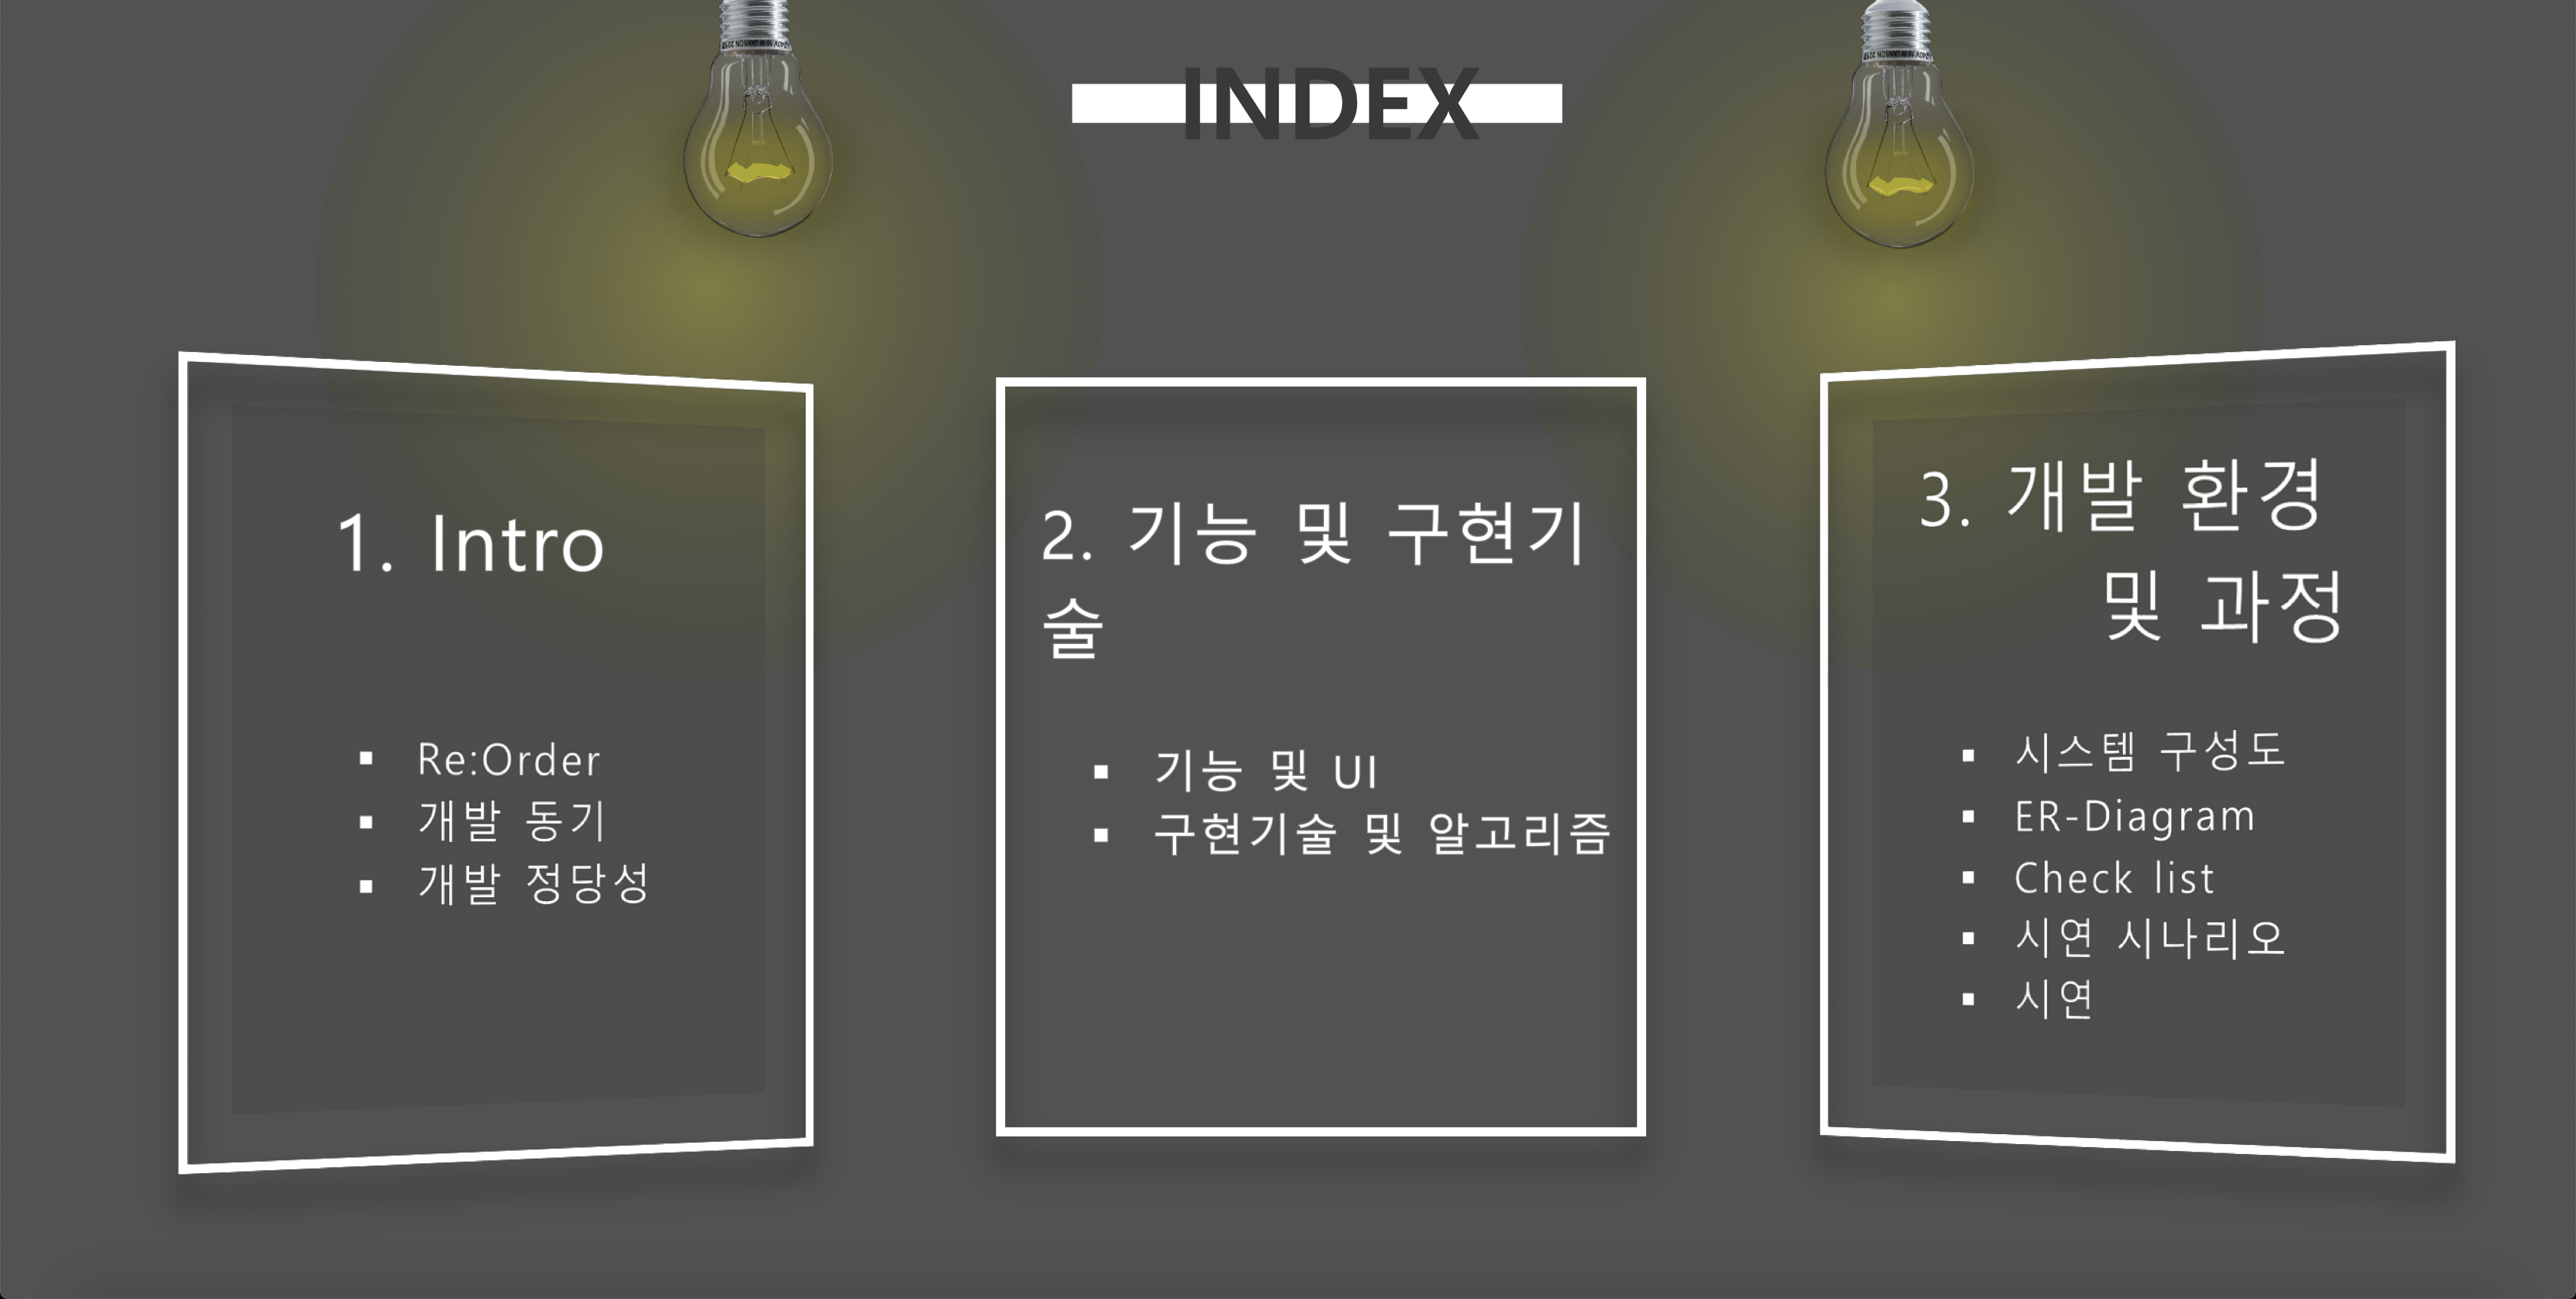 INDEX
1. Intro
▪ Re:Order
▪ 개발 동기
▪ 개발 정당성
2. 기능 및 구현기
술
▪ 기능 및 UI
▪ 구현기술 및 알고리즘
3. 개발 환경
및 과정
▪ 시스템 구성도
▪ ER-Diagram
▪ Check list
▪ 시연 시나리오
▪ 시연